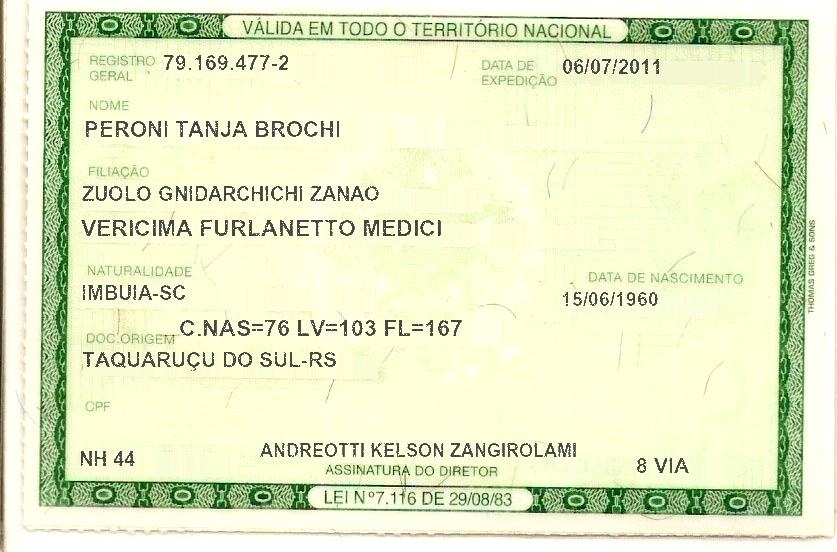 VÁLIDA EM TODO O TERRITÓRIO NACIONAL
REGISTRO GERAL 79.169.477-2 DATA DE EXPEDIÇÃO 06/07/2011
NOME
PERONI TANJA BROCHI
FILIAÇÃO
ZUOLO GNIDARCHICHI ZANAO
VERICIMA FURLANETTO MEDICI
NATURALIDADE DATA DE NASCIMENTO
IMBUIA-SC 15/06/1960
DOC.ORIGEM C.NAS=76 LV=103 FL=167
TAQUARUÇU DO SUL-RS
CPF
NH 44 ANDREOTTI KELSON ZANGIROLAMI 8 VIA
ASSINATURA DO DIRETOR
LEI Nº7.116 DE 29/08/83
THOMAS GREG & SONS